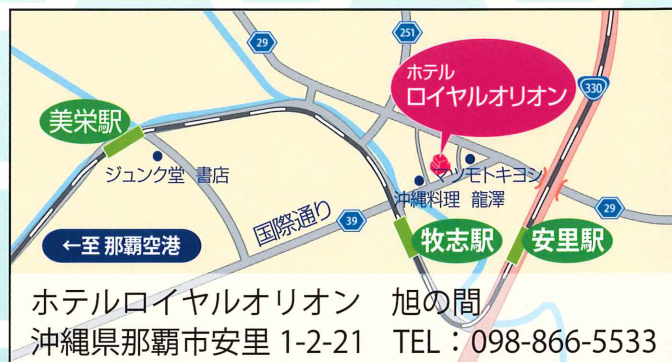 29
251
ホテル
ロイヤルオリオン
330
美栄駅
ジュンク堂 書店
マツモトキヨシ
沖縄料理 龍澤
29
国際通り
39
←至 那覇空港
牧志駅
安里駅
ホテルロイヤルオリオン 旭の間
沖縄県那覇市安里 1-2-21 TEL:098-866-5533